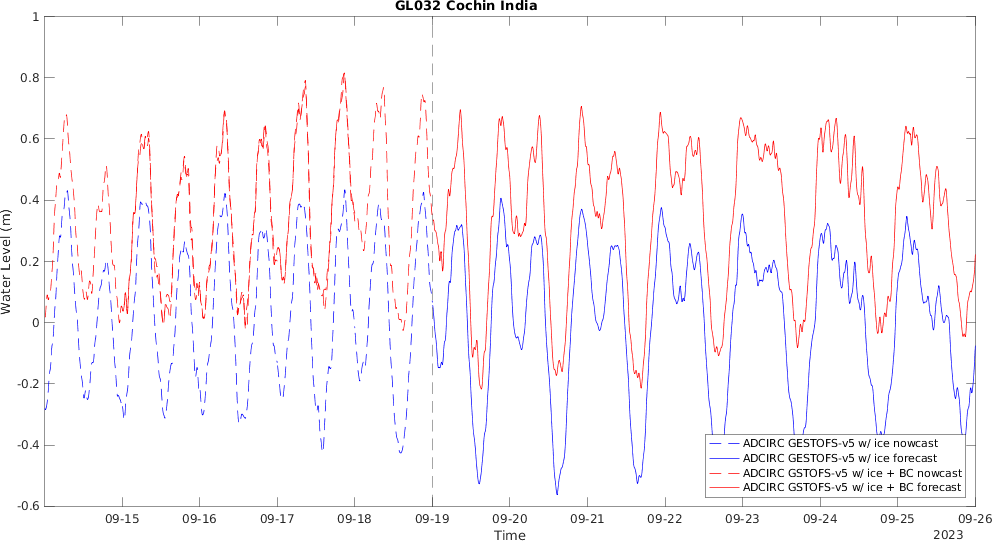 GL032 Cochin India
1
0.8
0.6
0.4
0.2
0
-0.2
-0.4
-0.6
Water Level (m)
ADCIRC GESTOFS-v5 w/ ice nowcast
ADCIRC GESTOFS-v5 w/ ice forecast
ADCIRC GSTOFS-v5 w/ ice + BC nowcast
ADCIRC GSTOFS-v5 w/ ice + BC forecast
09-15 09-16 09-17 09-18 09-19 09-20 09-21 09-22 09-23 09-24 09-25 09-26
Time
2023